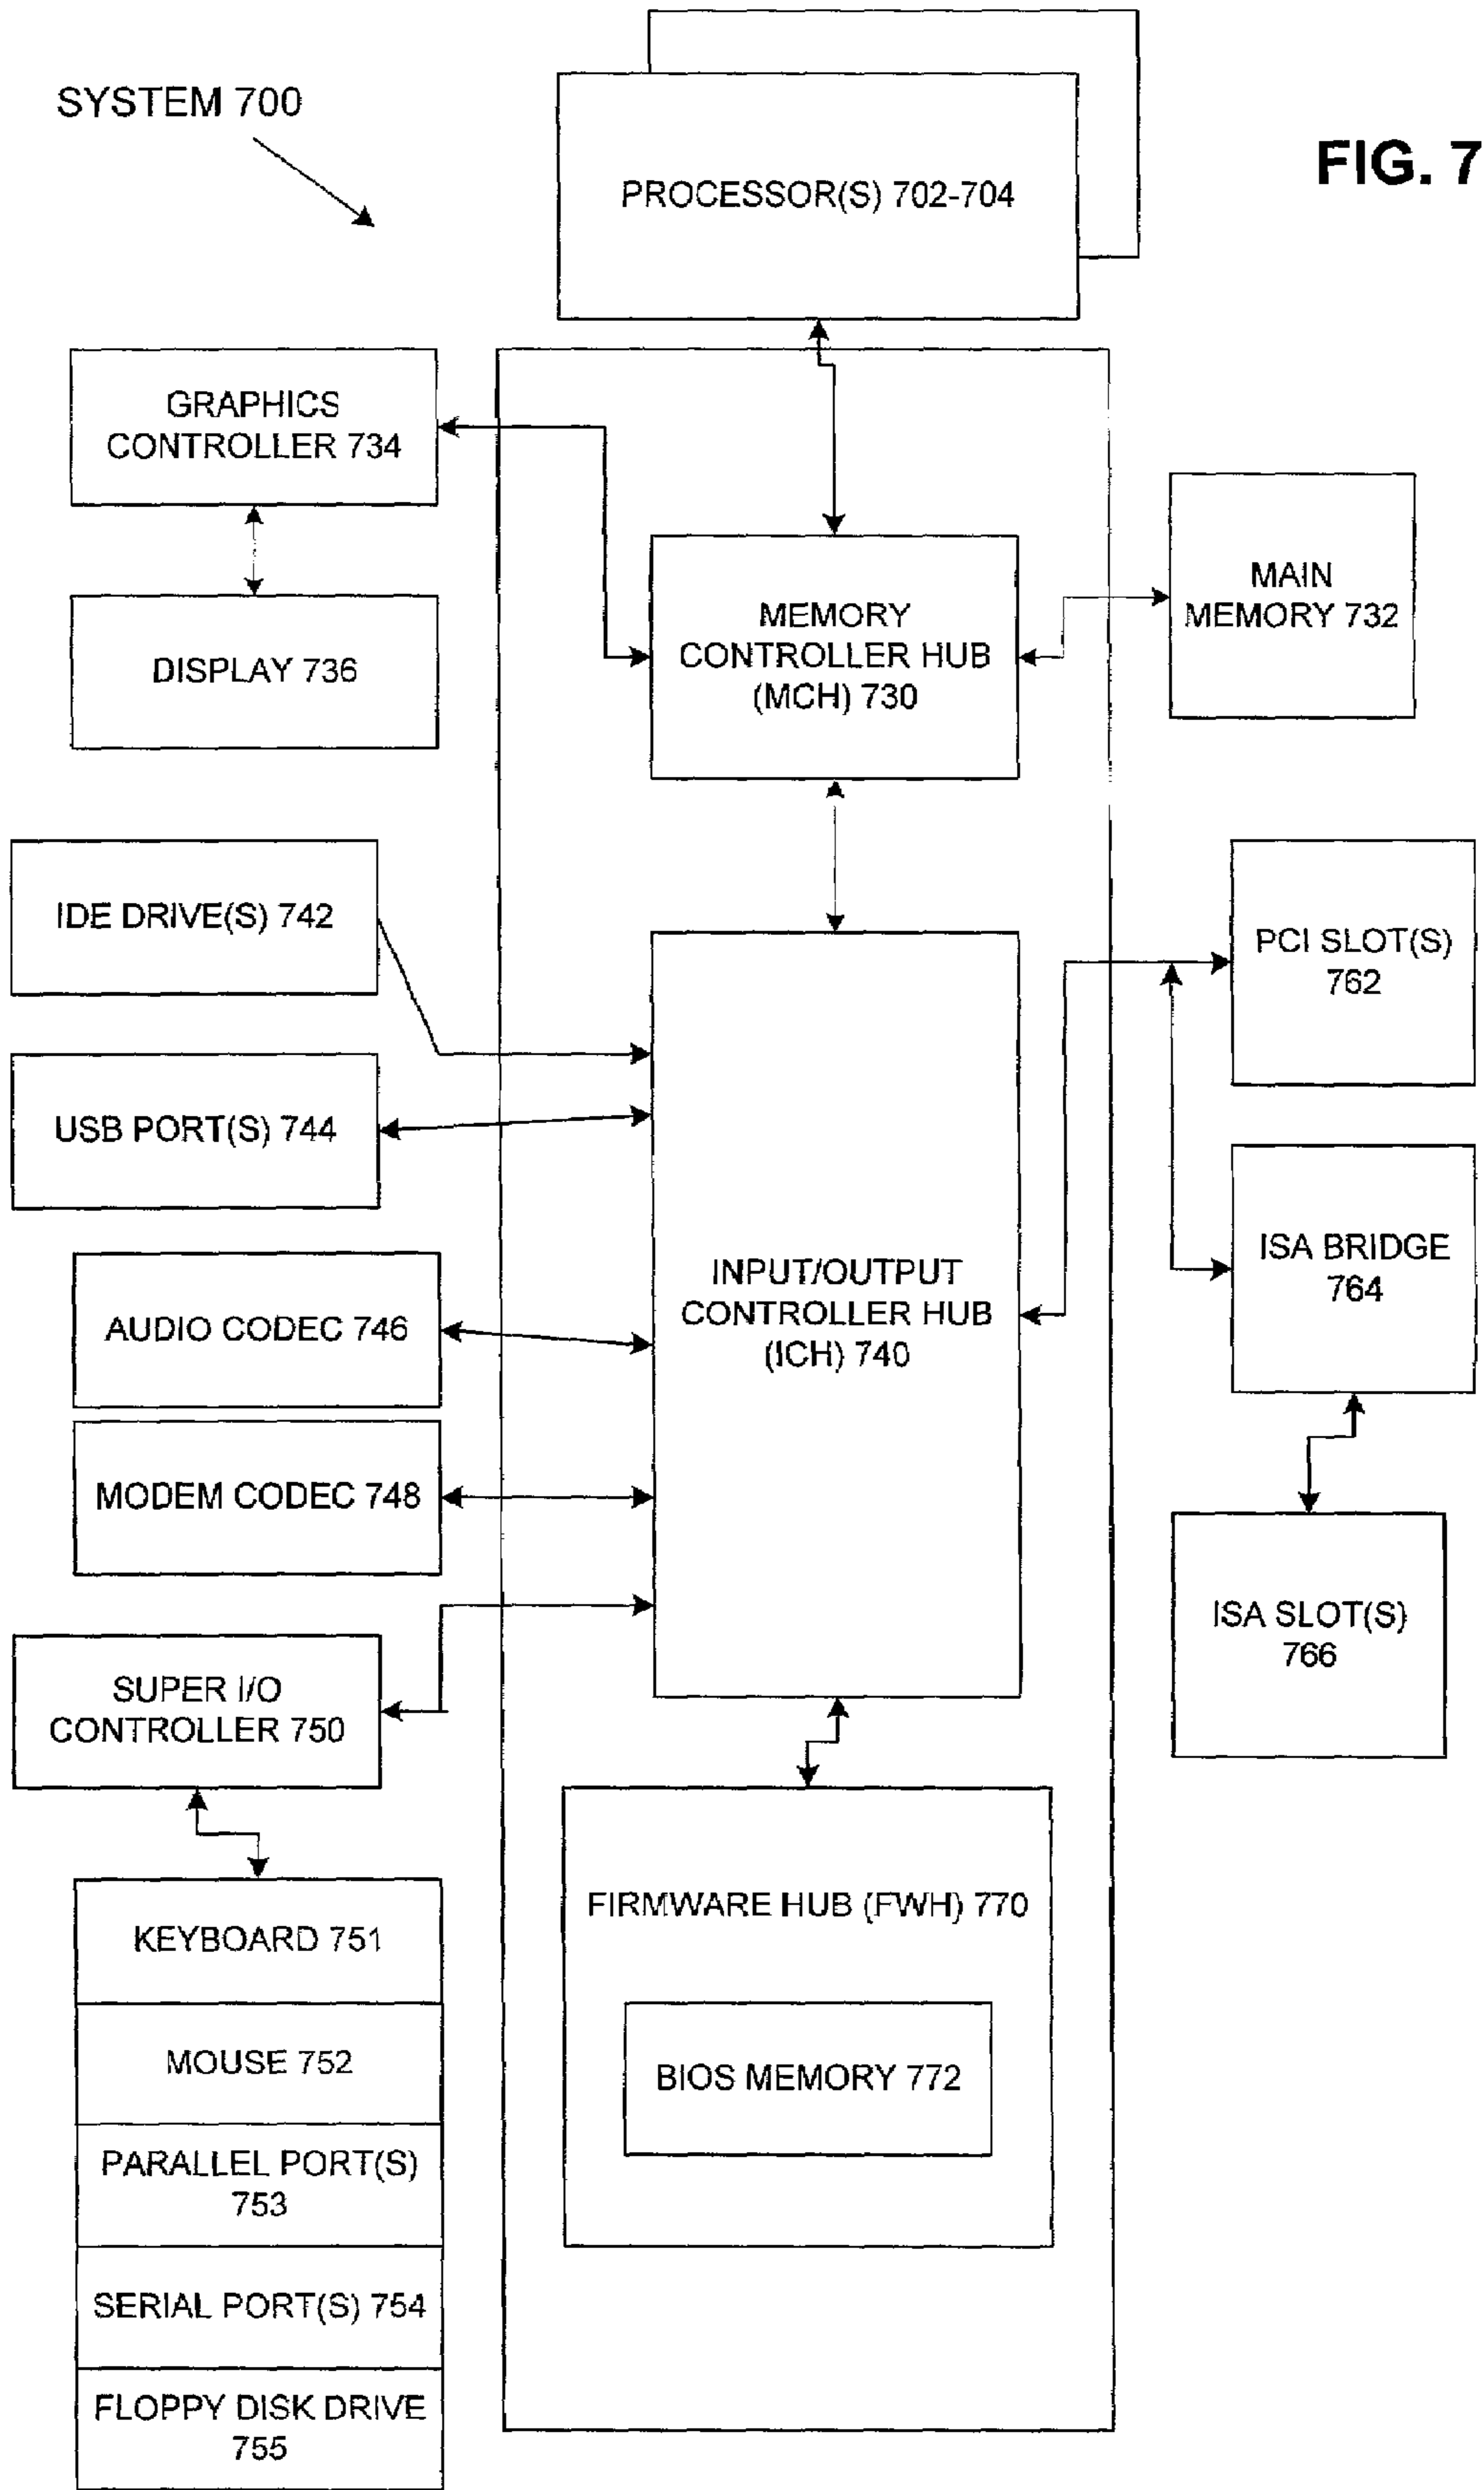 SYSTEM 700
FIG. 7
PROCESSOR(S) 702-704
GRAPHICS
CONTROLLER 734
DISPLAY 736
MEMORY
CONTROLLER HUB
(MCH) 730
MAIN
MEMORY 732
IDE DRIVE(S) 742
USB PORT(S) 744
AUDIO CODEC 746
MODEM CODEC 748
SUPER I/O
CONTROLLER 750
INPUT/OUTPUT
CONTROLLER HUB
(ICH) 740
PCI SLOT(S)
762
ISA BRIDGE
764
ISA SLOT(S)
766
KEYBOARD 751
MOUSE 752
PARALLEL PORT(S)
753
SERIAL PORT(S) 754
FLOPPY DISK DRIVE
755
FIRMWARE HUB (FWH) 770
BIOS MEMORY 772